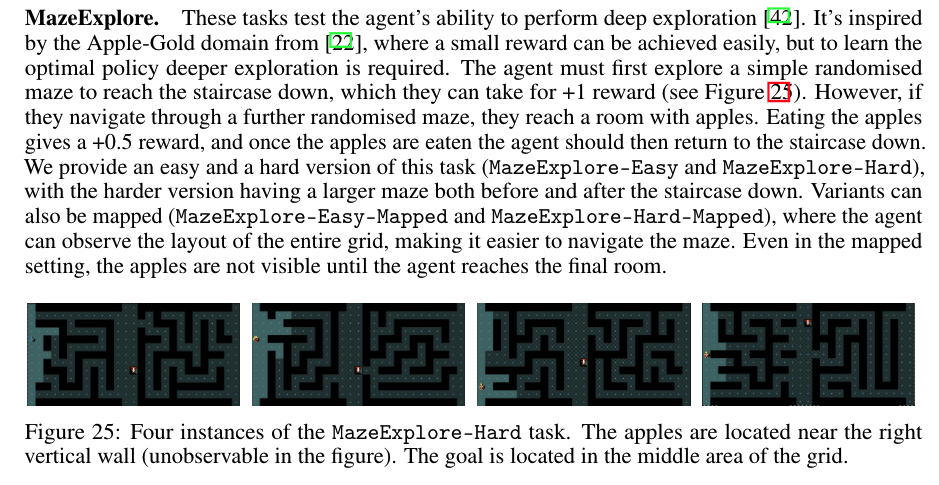 MazeExplore. These tasks test the agent's ability to perform deep exploration [42]. It's inspired
by the Apple-Gold domain from [22], where a small reward can be achieved easily, but to learn the
optimal policy deeper exploration is required. The agent must first explore a simple randomised
maze to reach the staircase down, which they can take for +1 reward (see Figure 25). However, if
they navigate through a further randomised maze, they reach a room with apples. Eating the apples
gives a +0.5 reward, and once the apples are eaten the agent should then return to the staircase down.
We provide an easy and a hard version of this task (MazeExplore-Easy and MazeExplore-Hard),
with the harder version having a larger maze both before and after the staircase down. Variants can
also be mapped (MazeExplore-Easy-Mapped and MazeExplore-Hard-Mapped), where the agent
can observe the layout of the entire grid, making it easier to navigate the maze. Even in the mapped
setting, the apples are not visible until the agent reaches the final room.
Figure 25: Four instances of the MazeExplore-Hard task. The apples are located near the right
vertical wall (unobservable in the figure). The goal is located in the middle area of the grid.